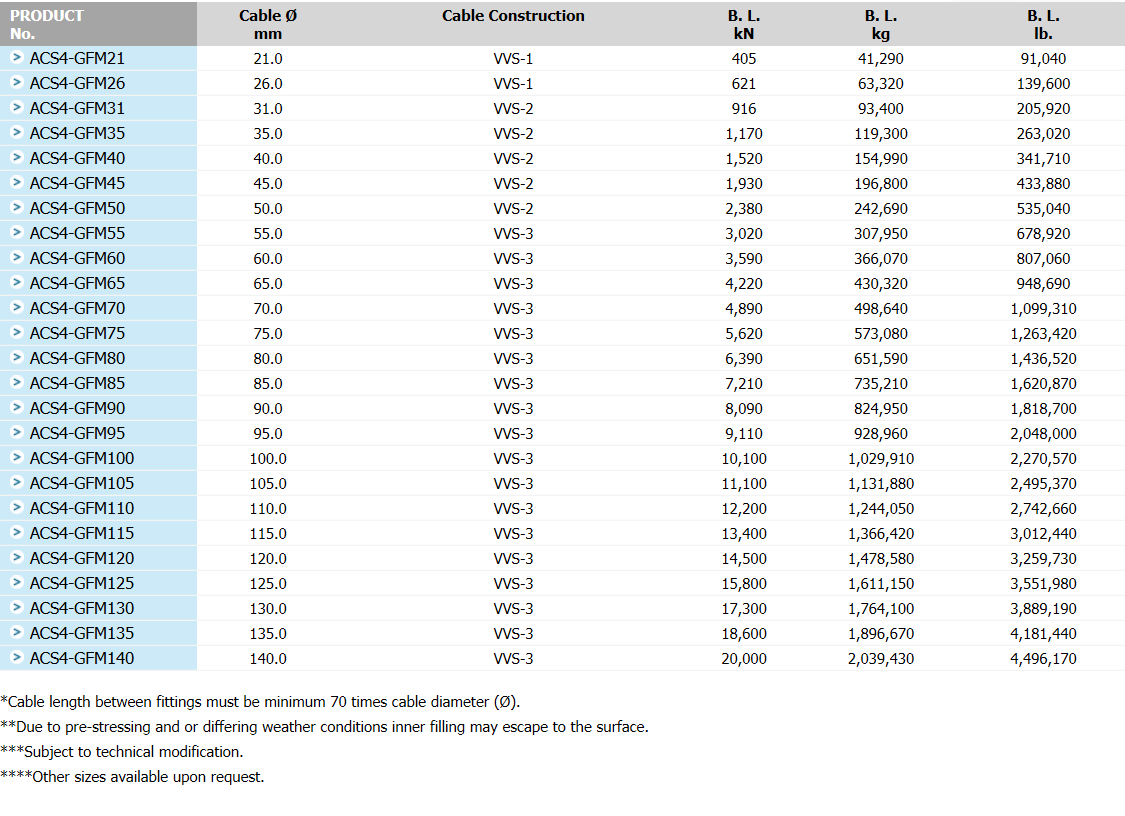 PRODUCT No. Cable Ø mm Cable Construction B. L. kN B. L. kg B. L. lb.
> ACS4-GFM21 21.0 VVS-1 405 41,290 91,040
> ACS4-GFM26 26.0 VVS-1 621 63,320 139,600
> ACS4-GFM31 31.0 VVS-2 916 93,400 205,920
> ACS4-GFM35 35.0 VVS-2 1,170 119,300 263,020
> ACS4-GFM40 40.0 VVS-2 1,520 154,990 341,710
> ACS4-GFM45 45.0 VVS-2 1,930 196,800 433,880
> ACS4-GFM50 50.0 VVS-2 2,380 242,690 535,040
> ACS4-GFM55 55.0 VVS-3 3,020 307,950 678,920
> ACS4-GFM60 60.0 VVS-3 3,590 366,070 807,060
> ACS4-GFM65 65.0 VVS-3 4,220 430,320 948,690
> ACS4-GFM70 70.0 VVS-3 4,890 498,640 1,099,310
> ACS4-GFM75 75.0 VVS-3 5,620 573,080 1,263,420
> ACS4-GFM80 80.0 VVS-3 6,390 651,590 1,436,520
> ACS4-GFM85 85.0 VVS-3 7,210 735,210 1,620,870
> ACS4-GFM90 90.0 VVS-3 8,090 824,950 1,818,700
> ACS4-GFM95 95.0 VVS-3 9,110 928,960 2,048,000
> ACS4-GFM100 100.0 VVS-3 10,100 1,029,910 2,270,570
> ACS4-GFM105 105.0 VVS-3 11,100 1,131,880 2,495,370
> ACS4-GFM110 110.0 VVS-3 12,200 1,244,050 2,742,660
> ACS4-GFM115 115.0 VVS-3 13,400 1,366,420 3,012,440
> ACS4-GFM120 120.0 VVS-3 14,500 1,478,580 3,259,730
> ACS4-GFM125 125.0 VVS-3 15,800 1,611,150 3,551,980
> ACS4-GFM130 130.0 VVS-3 17,300 1,764,100 3,889,190
> ACS4-GFM135 135.0 VVS-3 18,600 1,896,670 4,181,440
> ACS4-GFM140 140.0 VVS-3 20,000 2,039,430 4,496,170
*Cable length between fittings must be minimum 70 times cable diameter (Ø).
**Due to pre-stressing and or differing weather conditions inner filling may escape to the surface.
***Subject to technical modification.
****Other sizes available upon request.